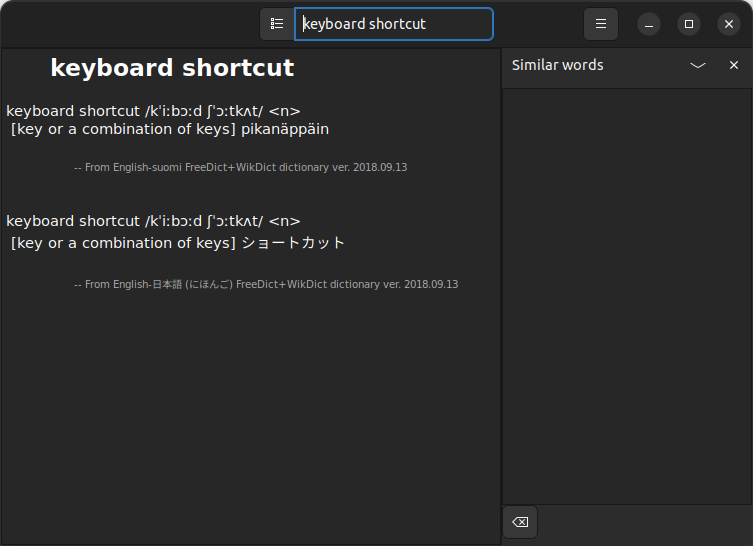 keyboard shortcut
Similar words
keyboard shortcut
keyboard shortcut /kˈiːbɔːd ʃˈɔːtkʌt/ <n>
[key or a combination of keys] pikanäppäin
-- From English-suomi FreeDict+WikDict dictionary ver. 2018.09.13
keyboard shortcut /kˈiːbɔːd ʃˈɔːtkʌt/ <n>
[key or a combination of keys] ショートカット
-- From English-日本語 (にほんご) FreeDict+WikDict dictionary ver. 2018.09.13